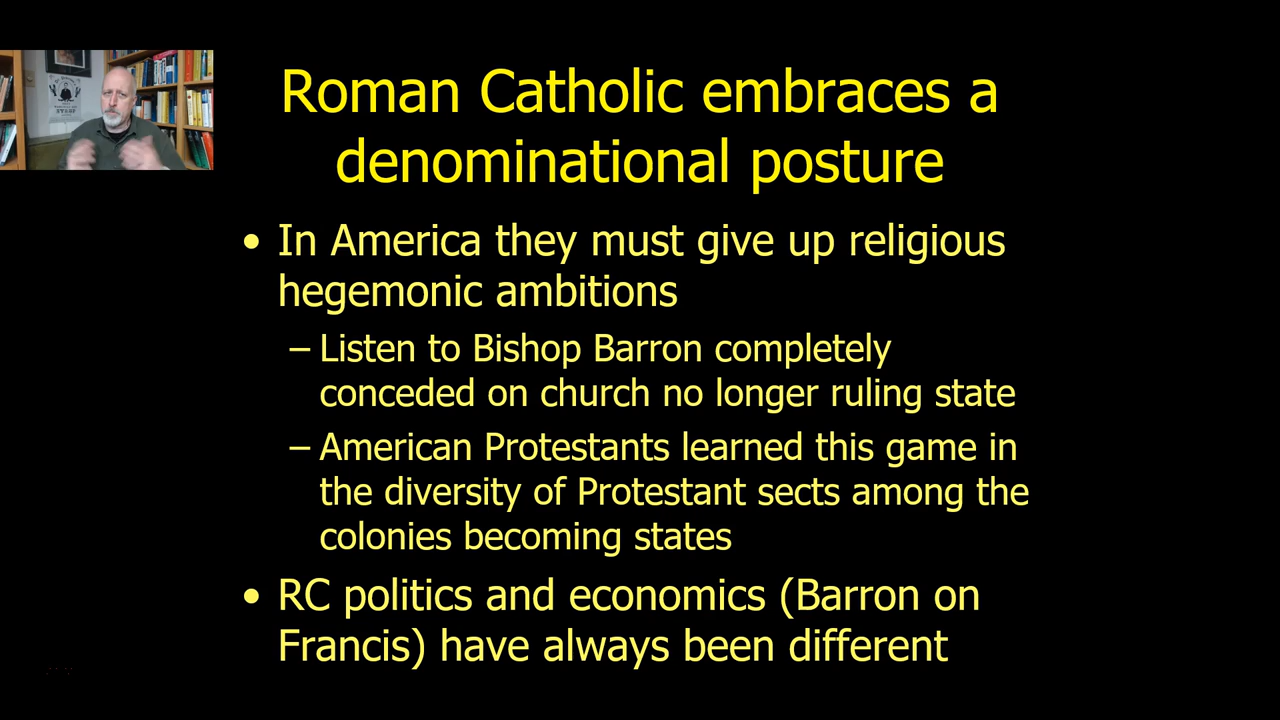 Roman Catholic embraces a
denominational posture
• In America they must give up religious
hegemonic ambitions
– Listen to Bishop Barron completely
conceded on church no longer ruling state
– American Protestants learned this game in
the diversity of Protestant sects among the
colonies becoming states
• RC politics and economics (Barron on
Francis) have always been different